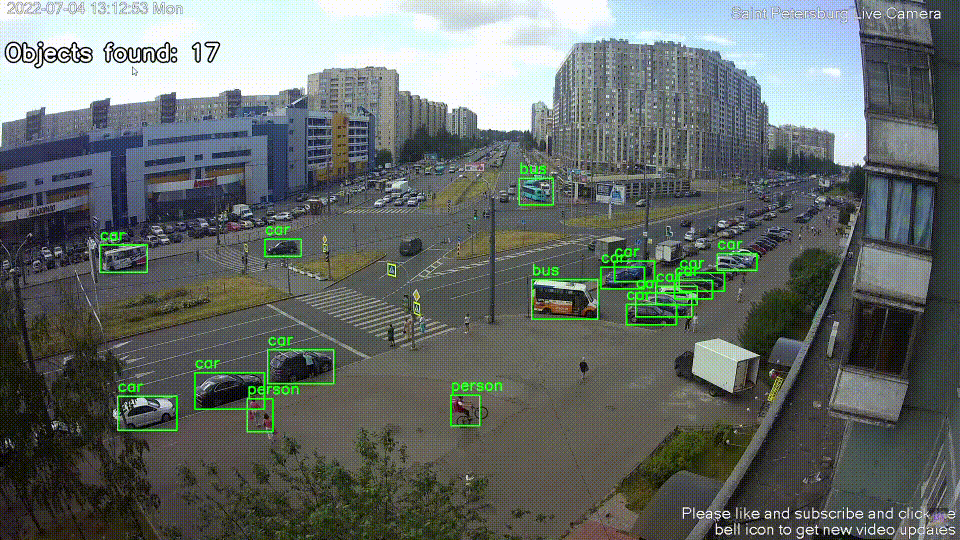 2022-07-04 13:12:53 Mon
Saint Petersburg Live Camera
Objects found: 17
bus
car
car
car
bus
car
car
car
car
car
car
car
car
person
person
Please like and subscribe and click the
bell icon to get new video updates